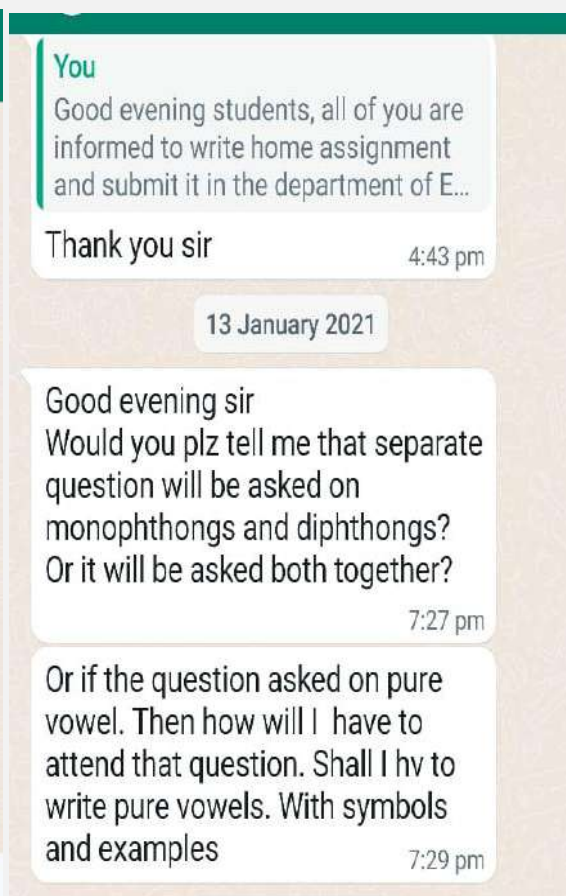 You
Good evening students, all of you are
informed to write home assignment
and submit it in the department of E...
Thank you sir
4:43 pm
13 January 2021
Good evening sir
Would you plz tell me that separate
question will be asked on
monophthongs and diphthongs?
Or it will be asked both together?
7:27 pm
Or if the question asked on pure
vowel. Then how will I have to
attend that question. Shall I hv to
write pure vowels. With symbols
and examples
7:29 pm